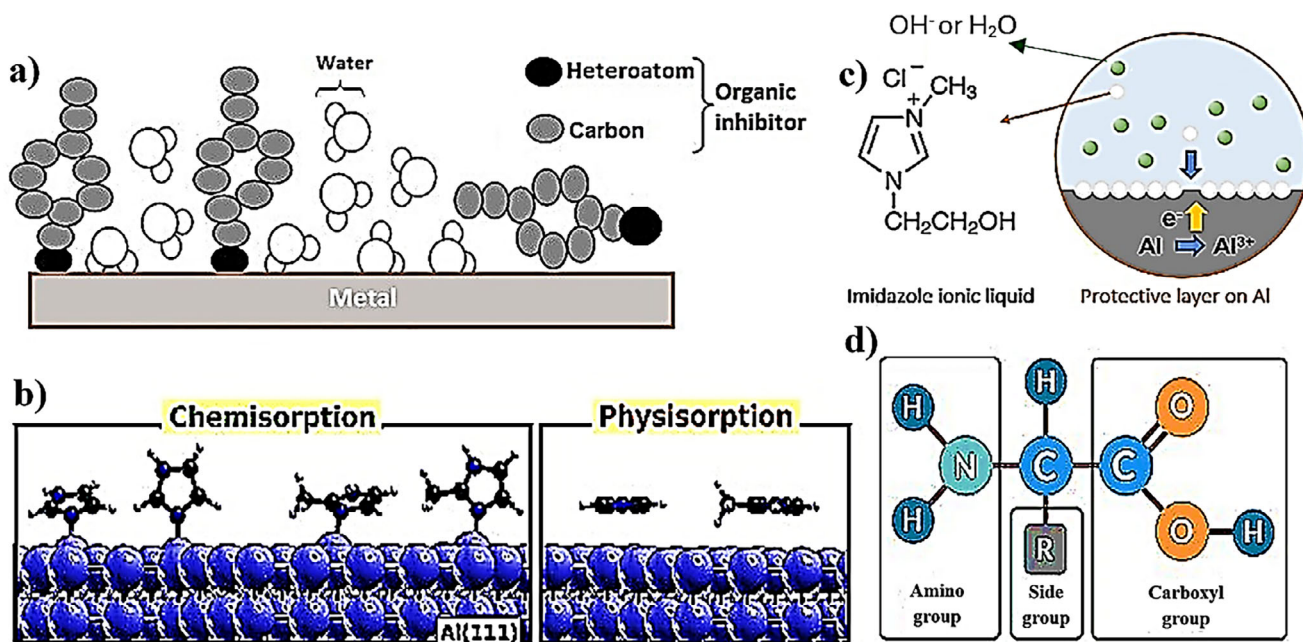 a)
Water
Heteroatom
Carbon
Organic
inhibitor
Metal
b)
Chemisorption
Physisorption
Al(111)
c)
OH⁻ or H₂O
Cl⁻
CH₃
N⁺
N
CH₂CH₂OH
e⁻
Al Al³⁺
Imidazole ionic liquid
Protective layer on Al
d)
H
H
O
N C C
H
O H
R
Amino
group
Side
group
Carboxyl
group